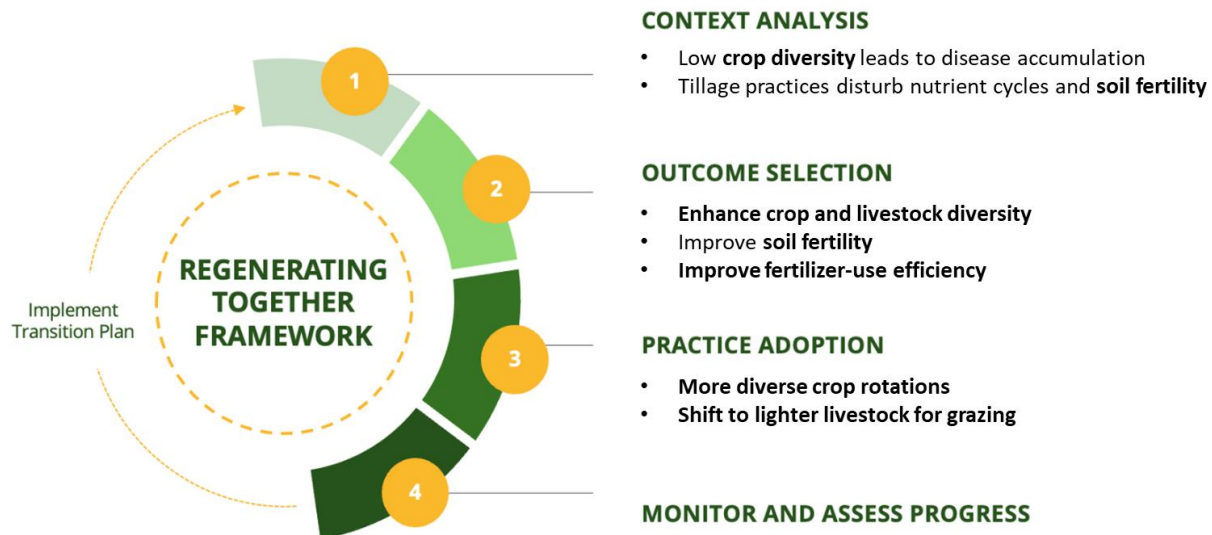 CONTEXT ANALYSIS
• Low crop diversity leads to disease accumulation
• Tillage practices disturb nutrient cycles and soil fertility
OUTCOME SELECTION
• Enhance crop and livestock diversity
• Improve soil fertility
• Improve fertilizer-use efficiency
PRACTICE ADOPTION
• More diverse crop rotations
• Shift to lighter livestock for grazing
MONITOR AND ASSESS PROGRESS
1
2
3
4
REGENERATING
TOGETHER
FRAMEWORK
Implement
Transition Plan